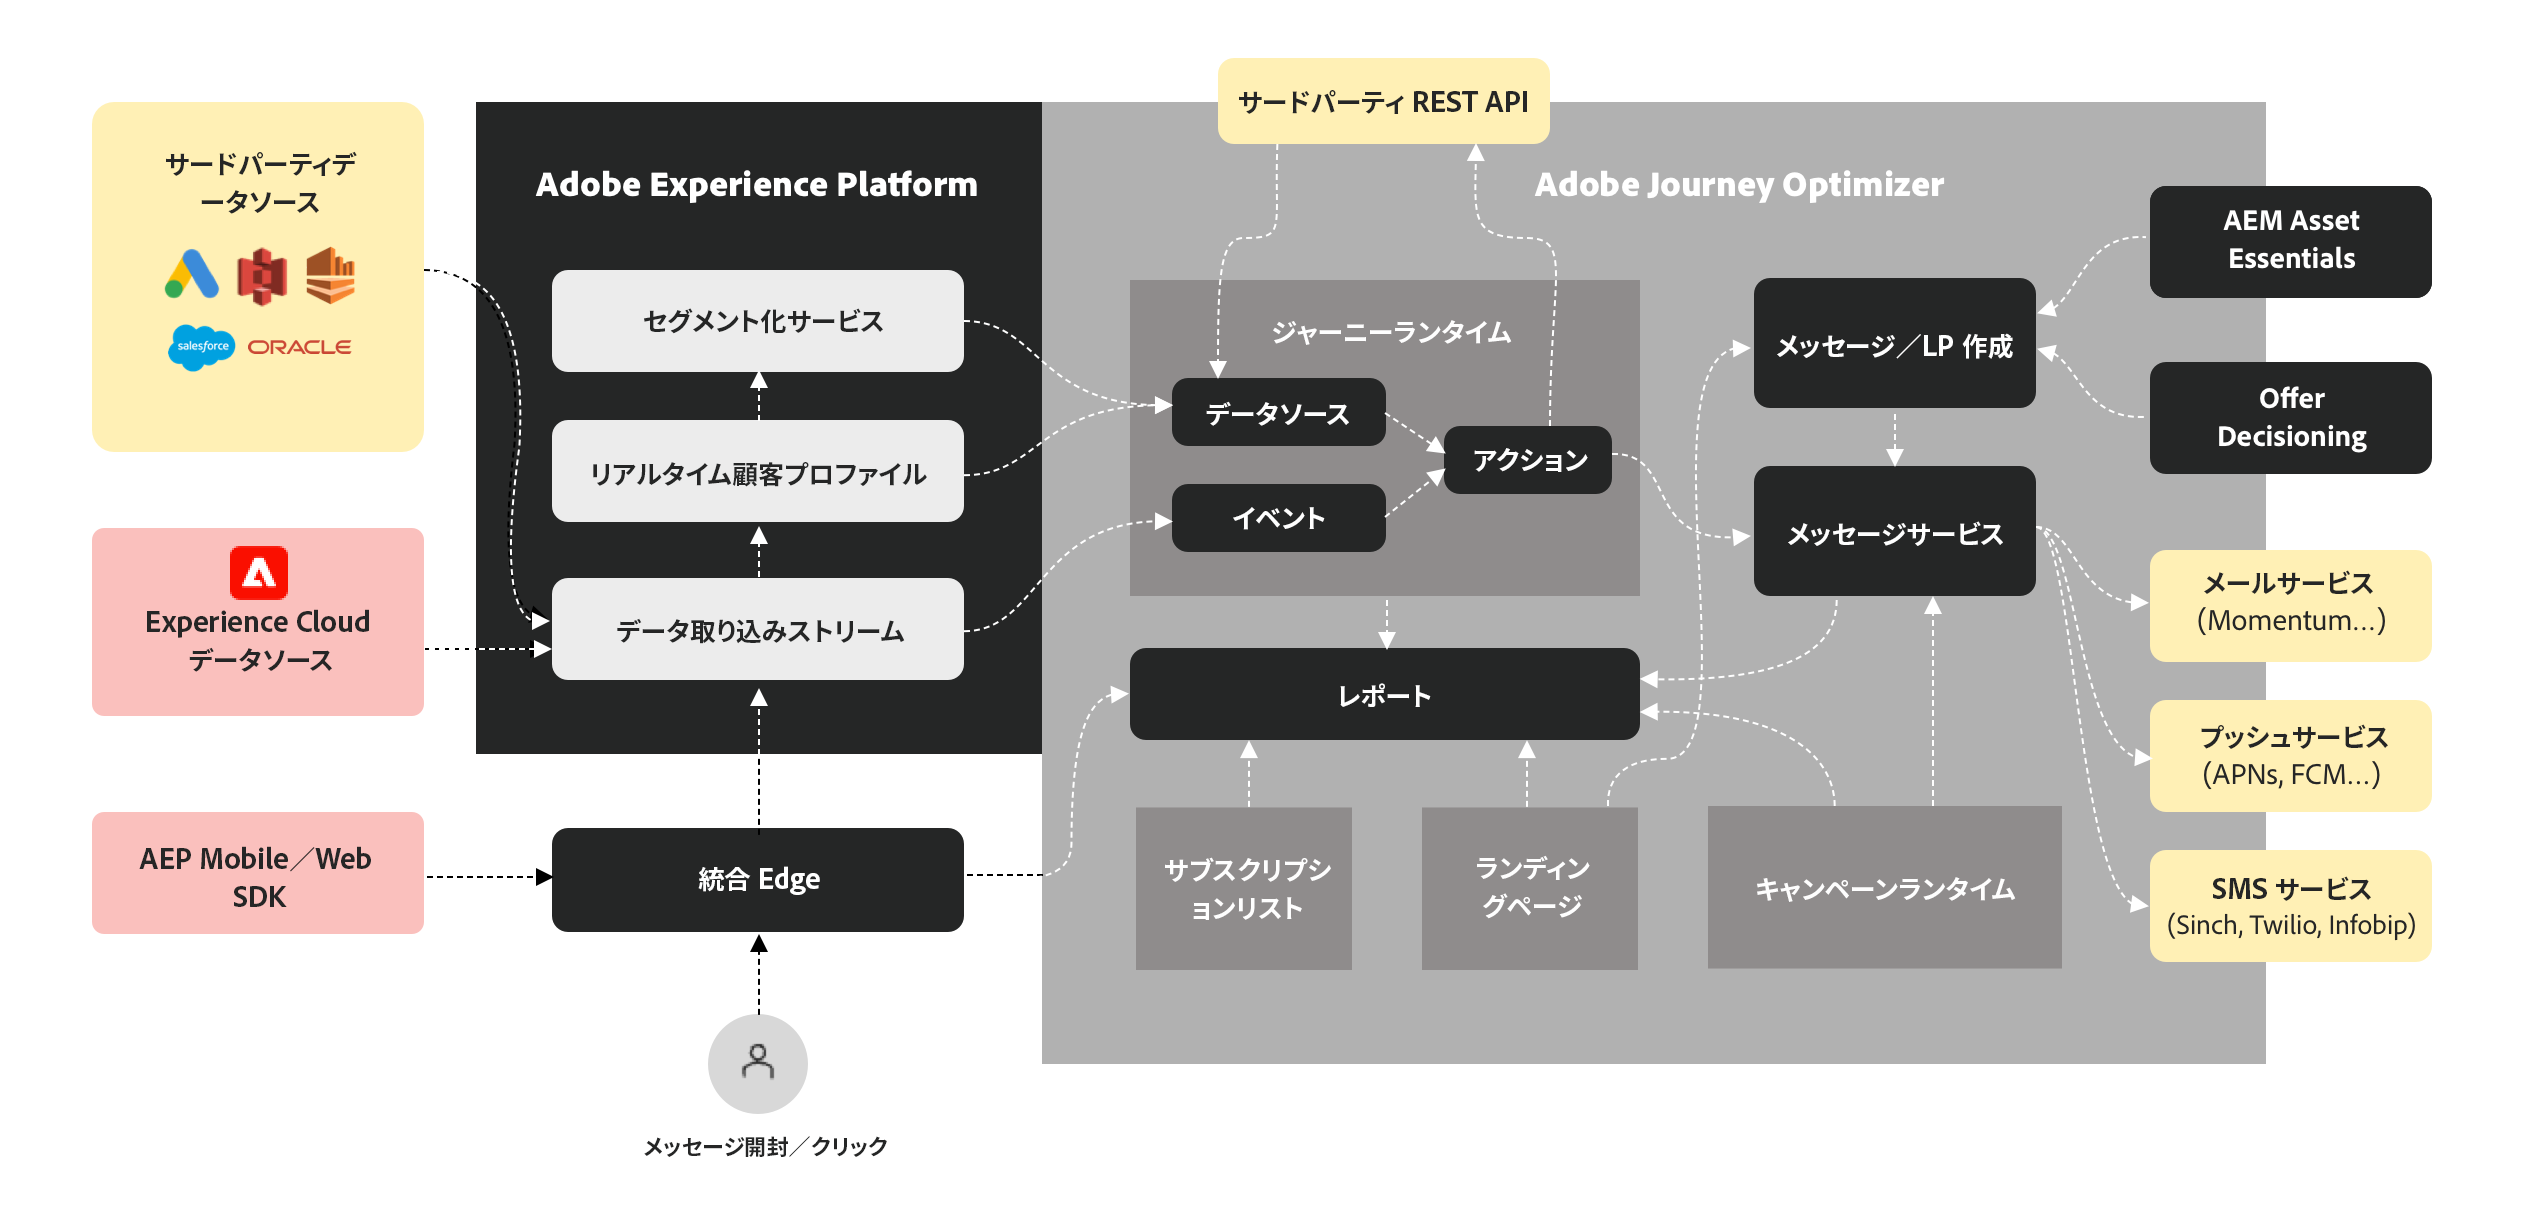 サードパーティ REST API
サードパーティデ
ータソース
salesforce
ORACLE
Experience Cloud
データソース
AEP Mobile／Web
SDK
Adobe Experience Platform
セグメント化サービス
リアルタイム顧客プロファイル
データ取り込みストリーム
統合 Edge
メッセージ開封／クリック
Adobe Journey Optimizer
ジャーニーランタイム
データソース
イベント
アクション
レポート
サブスクリプシ
ョンリスト
ランディン
グページ
キャンペーンランタイム
メッセージ／LP 作成
メッセージサービス
AEM Asset
Essentials
Offer
Decisioning
メールサービス
(Momentum...)
プッシュサービス
(APNs, FCM...)
SMS サービス
(Sinch, Twilio, Infobip)